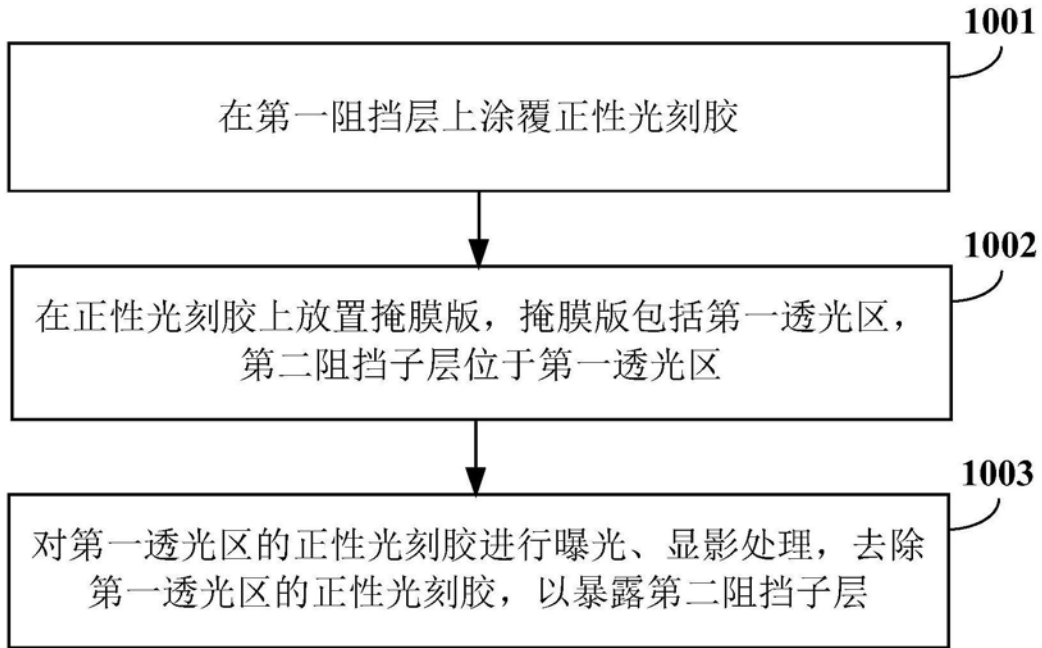 1001
在第一阻挡层上涂覆正性光刻胶
1002
在正性光刻胶上放置掩膜版，掩膜版包括第一透光区，
第二阻挡子层位于第一透光区
1003
对第一透光区的正性光刻胶进行曝光、显影处理，去除
第一透光区的正性光刻胶，以暴露第二阻挡子层